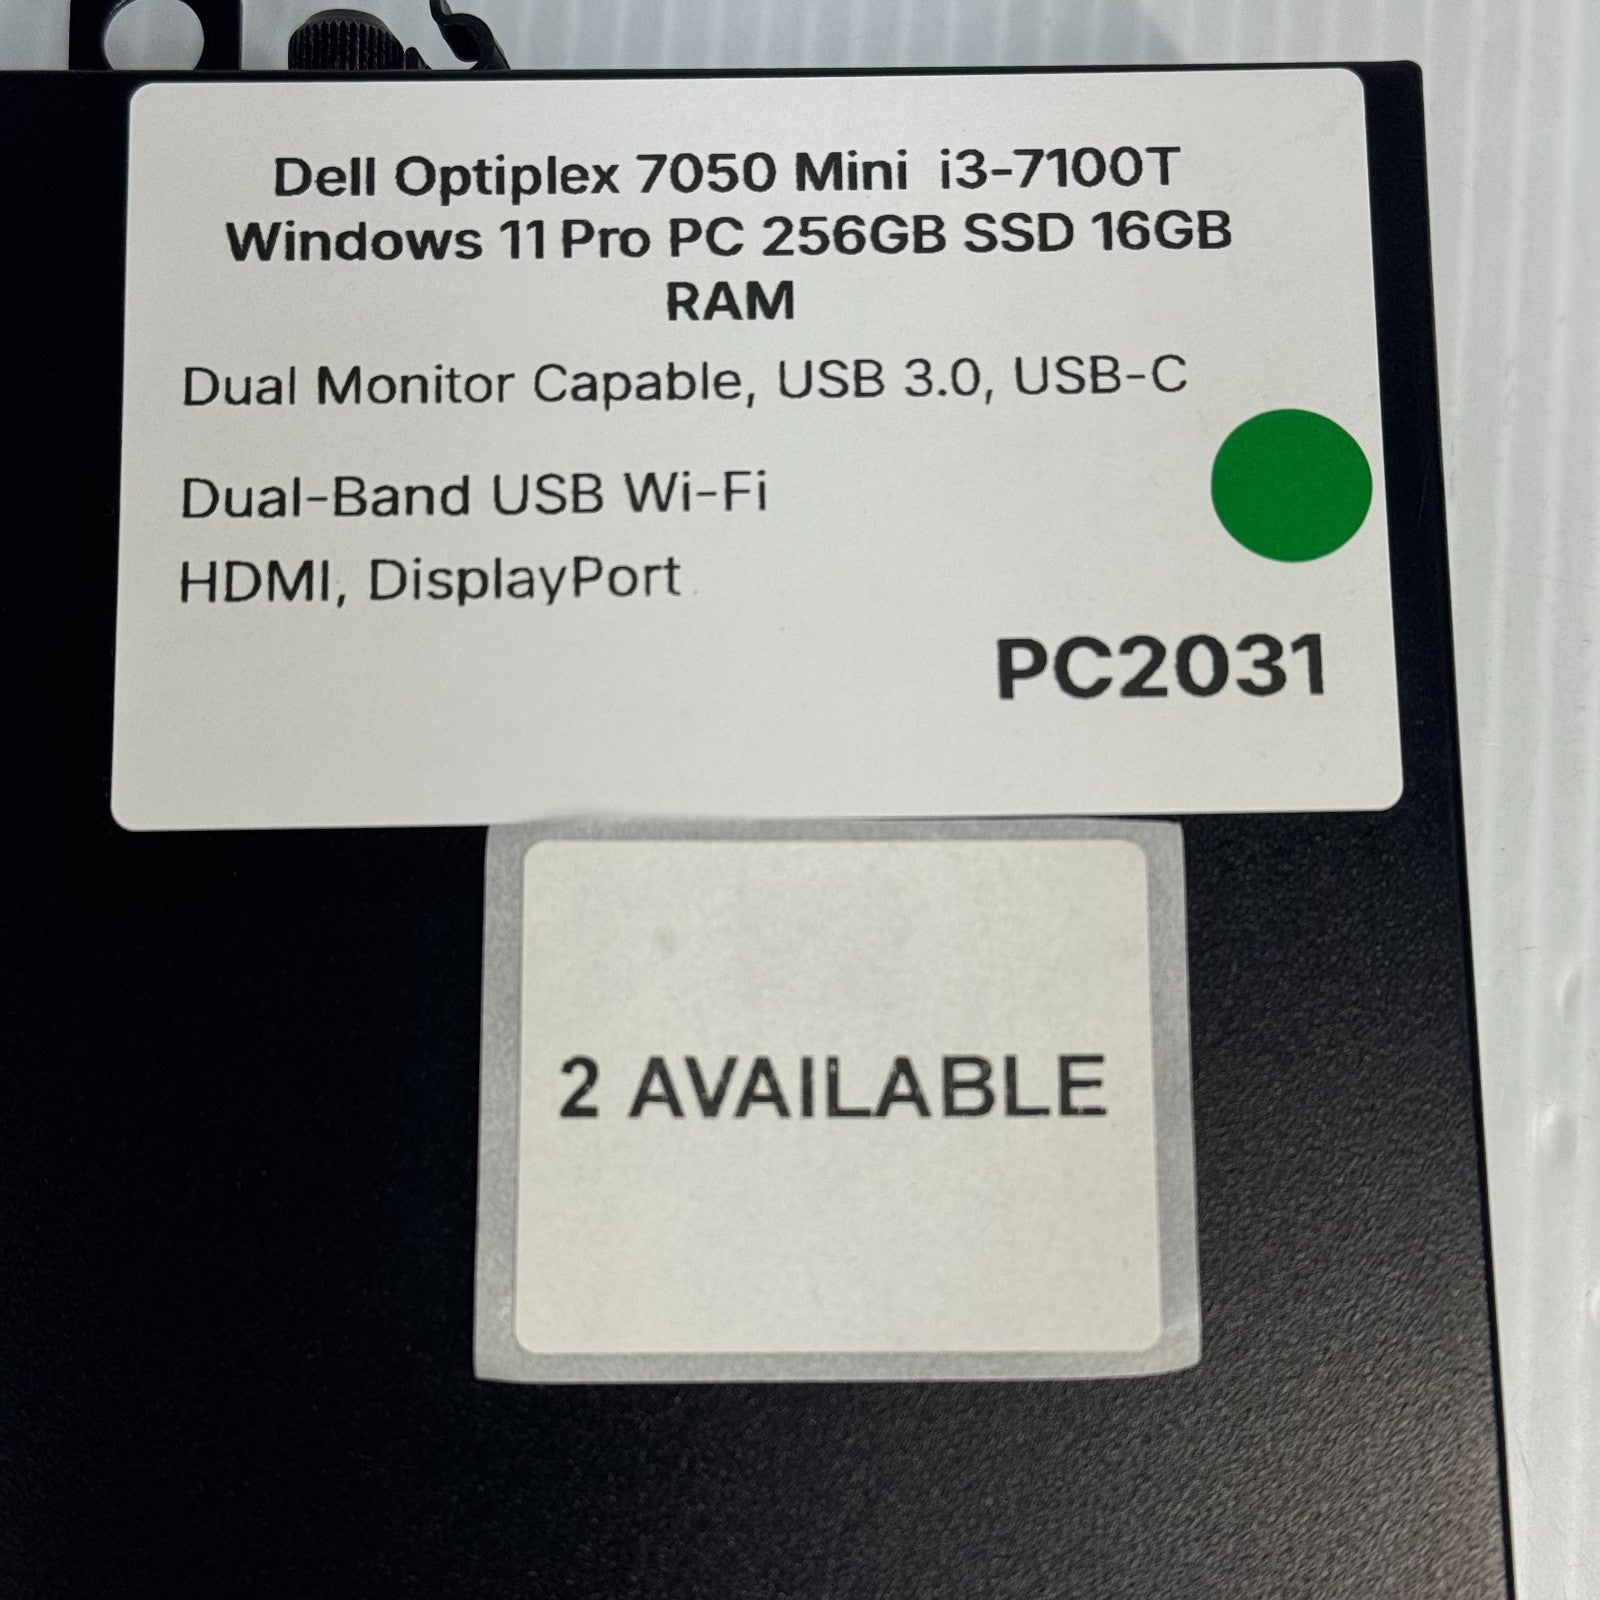 Dell Optiplex 7050 Mini i3-7100T
Windows 11 Pro PC 256GB SSD 16GB
RAM
Dual Monitor Capable, USB 3.0, USB-C
Dual-Band USB Wi-Fi
HDMI, DisplayPort
PC2031
2 AVAILABLE